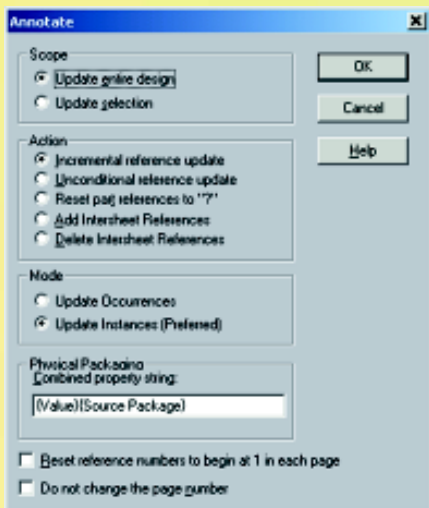 Annotate
Scope
Update entire design
Update selection
OK
Cancel
Help
Action
Incremental reference update
Unconditional reference update
Reset part references to "?"
Add Intersheet References
Delete Intersheet References
Mode
Update Occurrences
Update Instances (Preferred)
Physical Packaging
Combined property string:
{Value}{Source Package}
Reset reference numbers to begin at 1 in each page
Do not change the page number